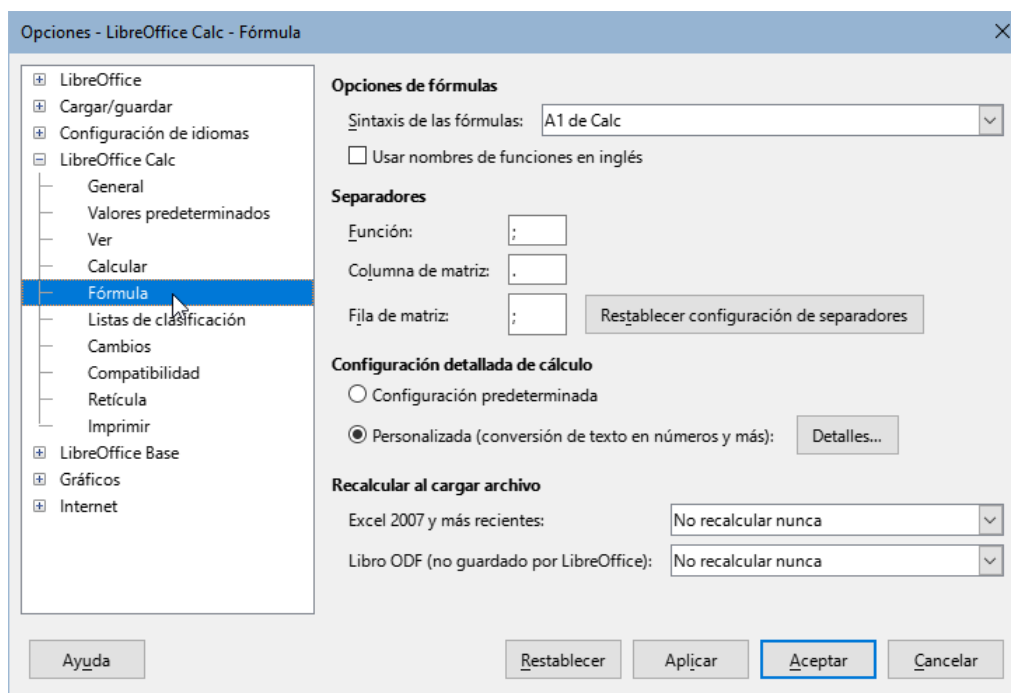 Opciones - LibreOffice Calc - Fórmula
LibreOffice
Cargar/guardar
Configuración de idiomas
LibreOffice Calc
General
Valores predeterminados
Ver
Calcular
Fórmula
Listas de clasificación
Cambios
Compatibilidad
Retícula
Imprimir
LibreOffice Base
Gráficos
Internet
Opciones de fórmulas
Sintaxis de las fórmulas: A1 de Calc
Usar nombres de funciones en inglés
Separadores
Función: ;
Columna de matriz: .
Fila de matriz: ; Restablecer configuración de separadores
Configuración detallada de cálculo
Configuración predeterminada
Personalizada (conversión de texto en números y más): Detalles...
Recalcular al cargar archivo
Excel 2007 y más recientes: No recalcular nunca
Libro ODF (no guardado por LibreOffice): No recalcular nunca
Ayuda Restablecer Aplicar Aceptar Cancelar